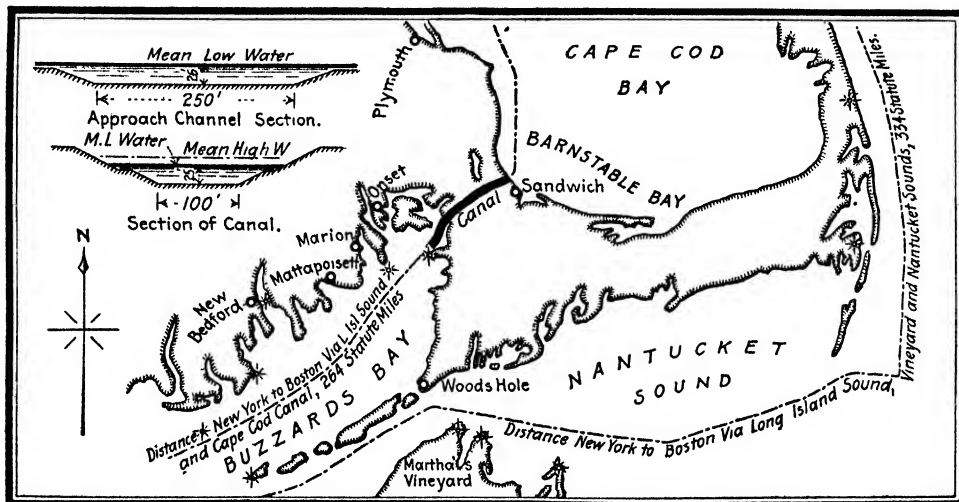 Mean Low Water
25'
250'
Approach Channel Section.
M.L Water
Mean High W
25'
100'
Section of Canal.
N
Plymouth
CAPE COD
BAY
BARNSTABLE BAY
Sandwich
Canal
Onset
Marion
Mattapoisett
New
Bedford
Distance New York to Boston Via L. Isl Sound
and Cape Cod Canal, 264 Statute Miles
BUZZARDS BAY
Woods Hole
NANTUCKET
SOUND
Martha's
Vineyard
Distance New York to Boston Via Long Island Sound,
Vineyard and Nantucket Sounds, 334 Statute Miles.